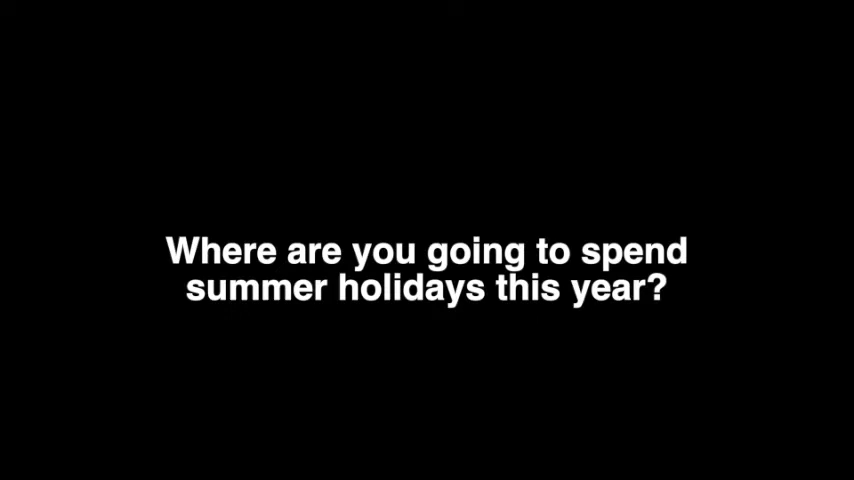 Where are you going to spend
summer holidays this year?